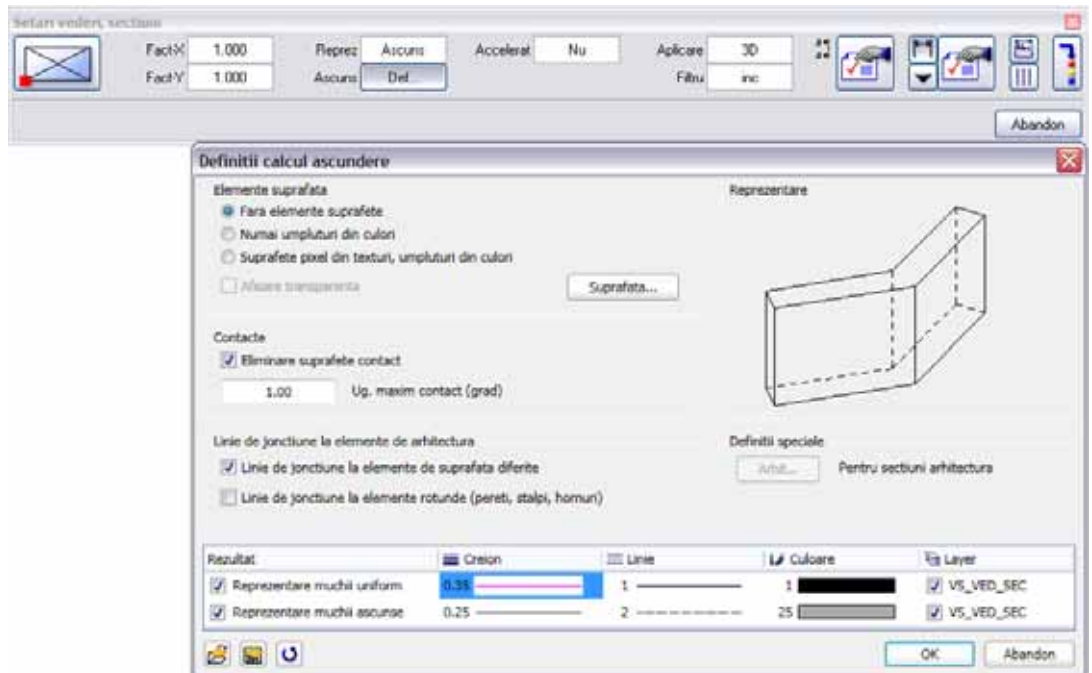 Setari vederi, sectiuni
Fact-X 1.000 Reprez Ascuns Accelerat Nu Aplicare 3D
Fact-Y 1.000 Ascuns Def... Filtru inc
Abandon
Definitii calcul ascundere
Elemente suprafata Reprezentare
Fara elemente suprafete
Numai umpluturi din culori
Suprafete pixel din texturi, umpluturi din culori
Afisare transparenta Suprafata...
Contacte
Eliminare suprafete contact
1.00 Ug. maxim contact (grad)
Linie de jonctiune la elemente de arhitectura Definitii speciale
Linie de jonctiune la elemente de suprafata diferite Arhit... Pentru sectiuni arhitectura
Linie de jonctiune la elemente rotunde (pereti, stalpi, hornuri)
Rezultat Creion Linie Culoare Layer
Reprezentare muchii uniform 0.35 1 1 VS_VED_SEC
Reprezentare muchii ascunse 0.25 2 25 VS_VED_SEC
OK Abandon